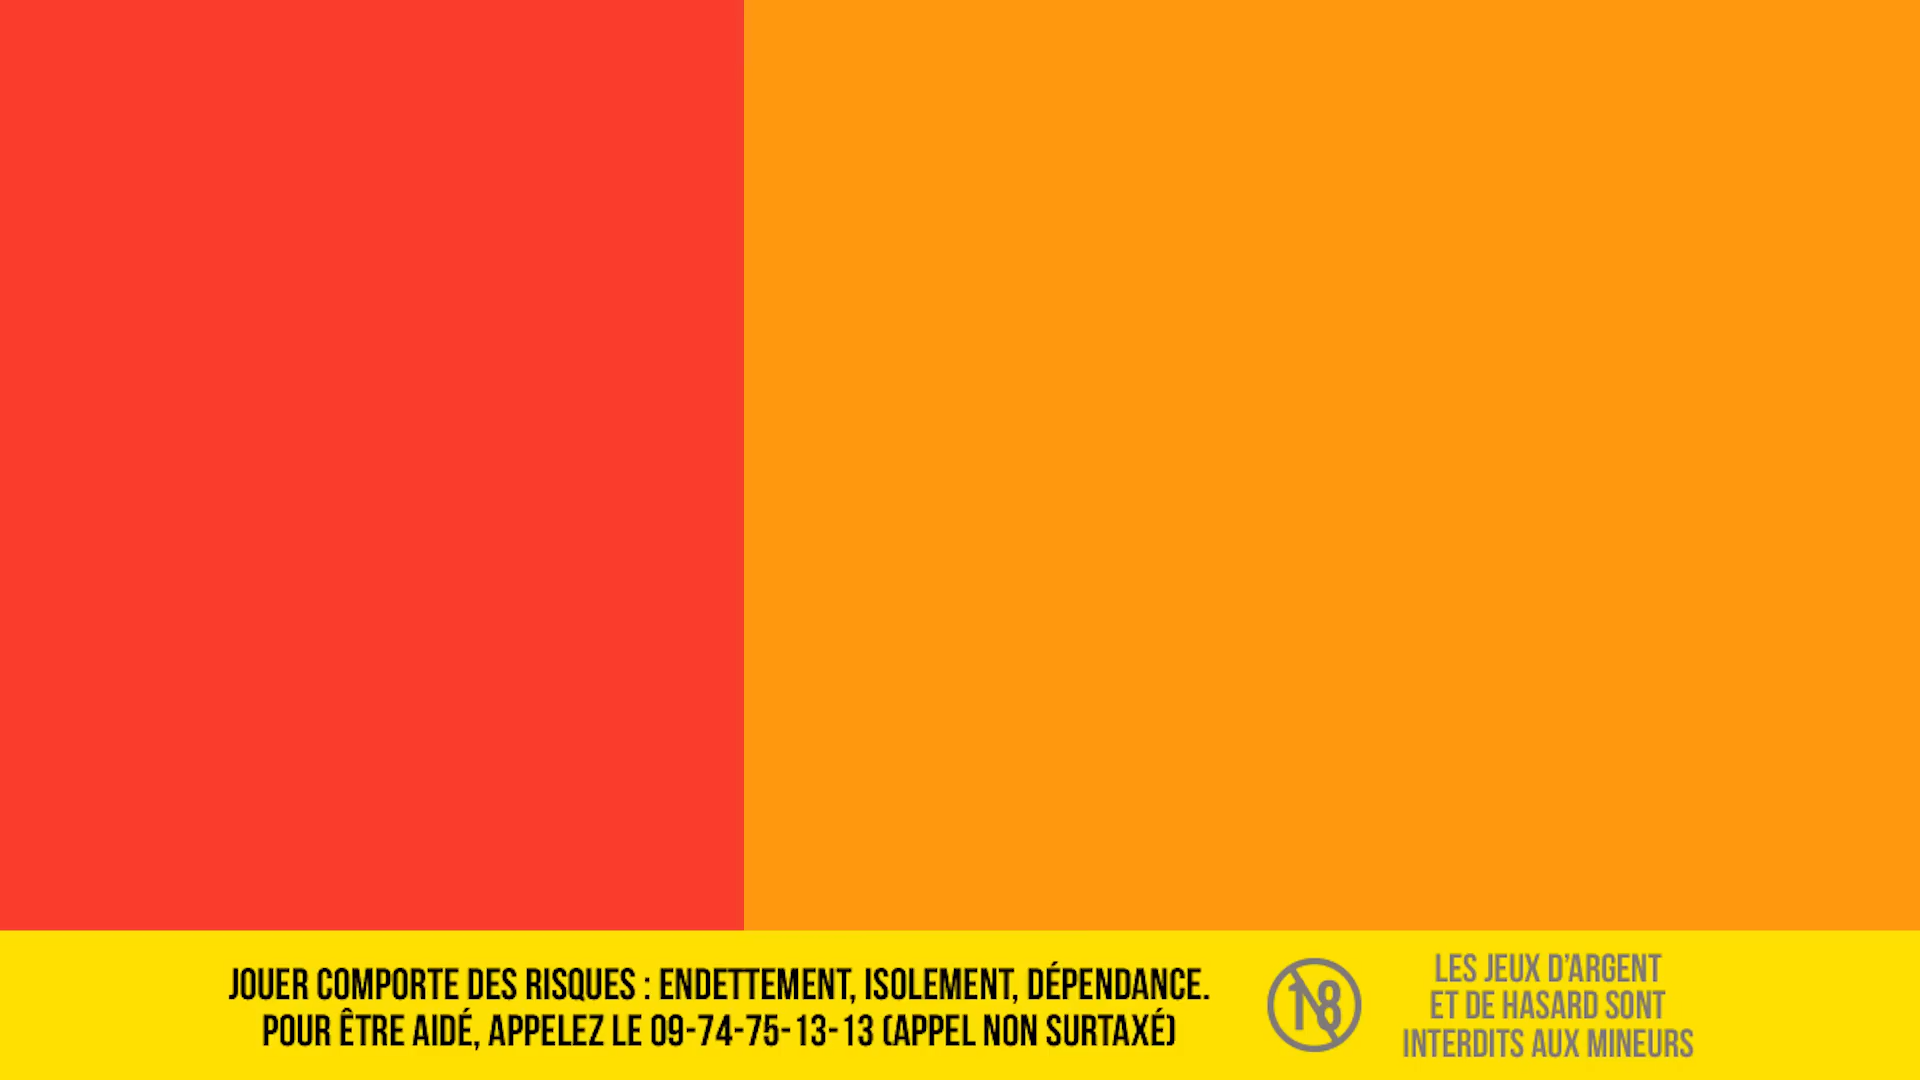 JOUER COMPORTE DES RISQUES : ENDETTEMENT, ISOLEMENT, DÉPENDANCE.
POUR ÊTRE AIDÉ, APPELEZ LE 09-74-75-13-13 (APPEL NON SURTAXÉ)
18
LES JEUX D'ARGENT
ET DE HASARD SONT
INTERDITS AUX MINEURS